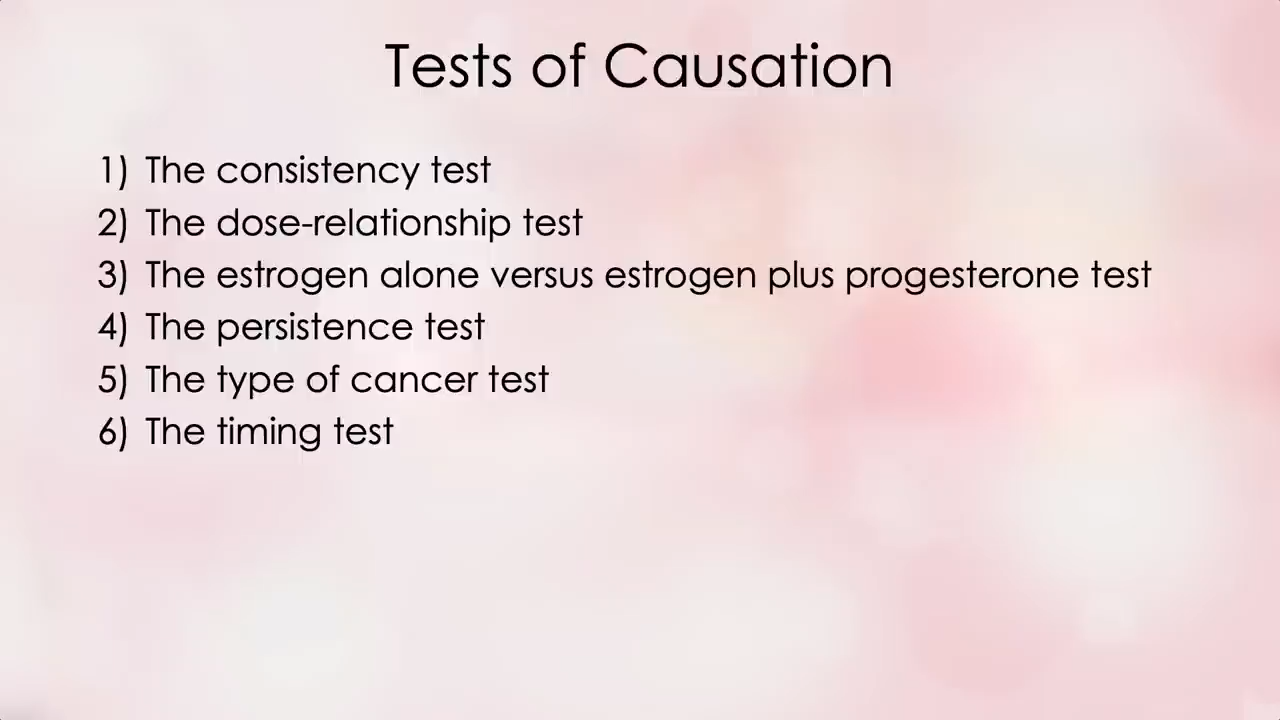 Tests of Causation
1) The consistency test
2) The dose-relationship test
3) The estrogen alone versus estrogen plus progesterone test
4) The persistence test
5) The type of cancer test
6) The timing test